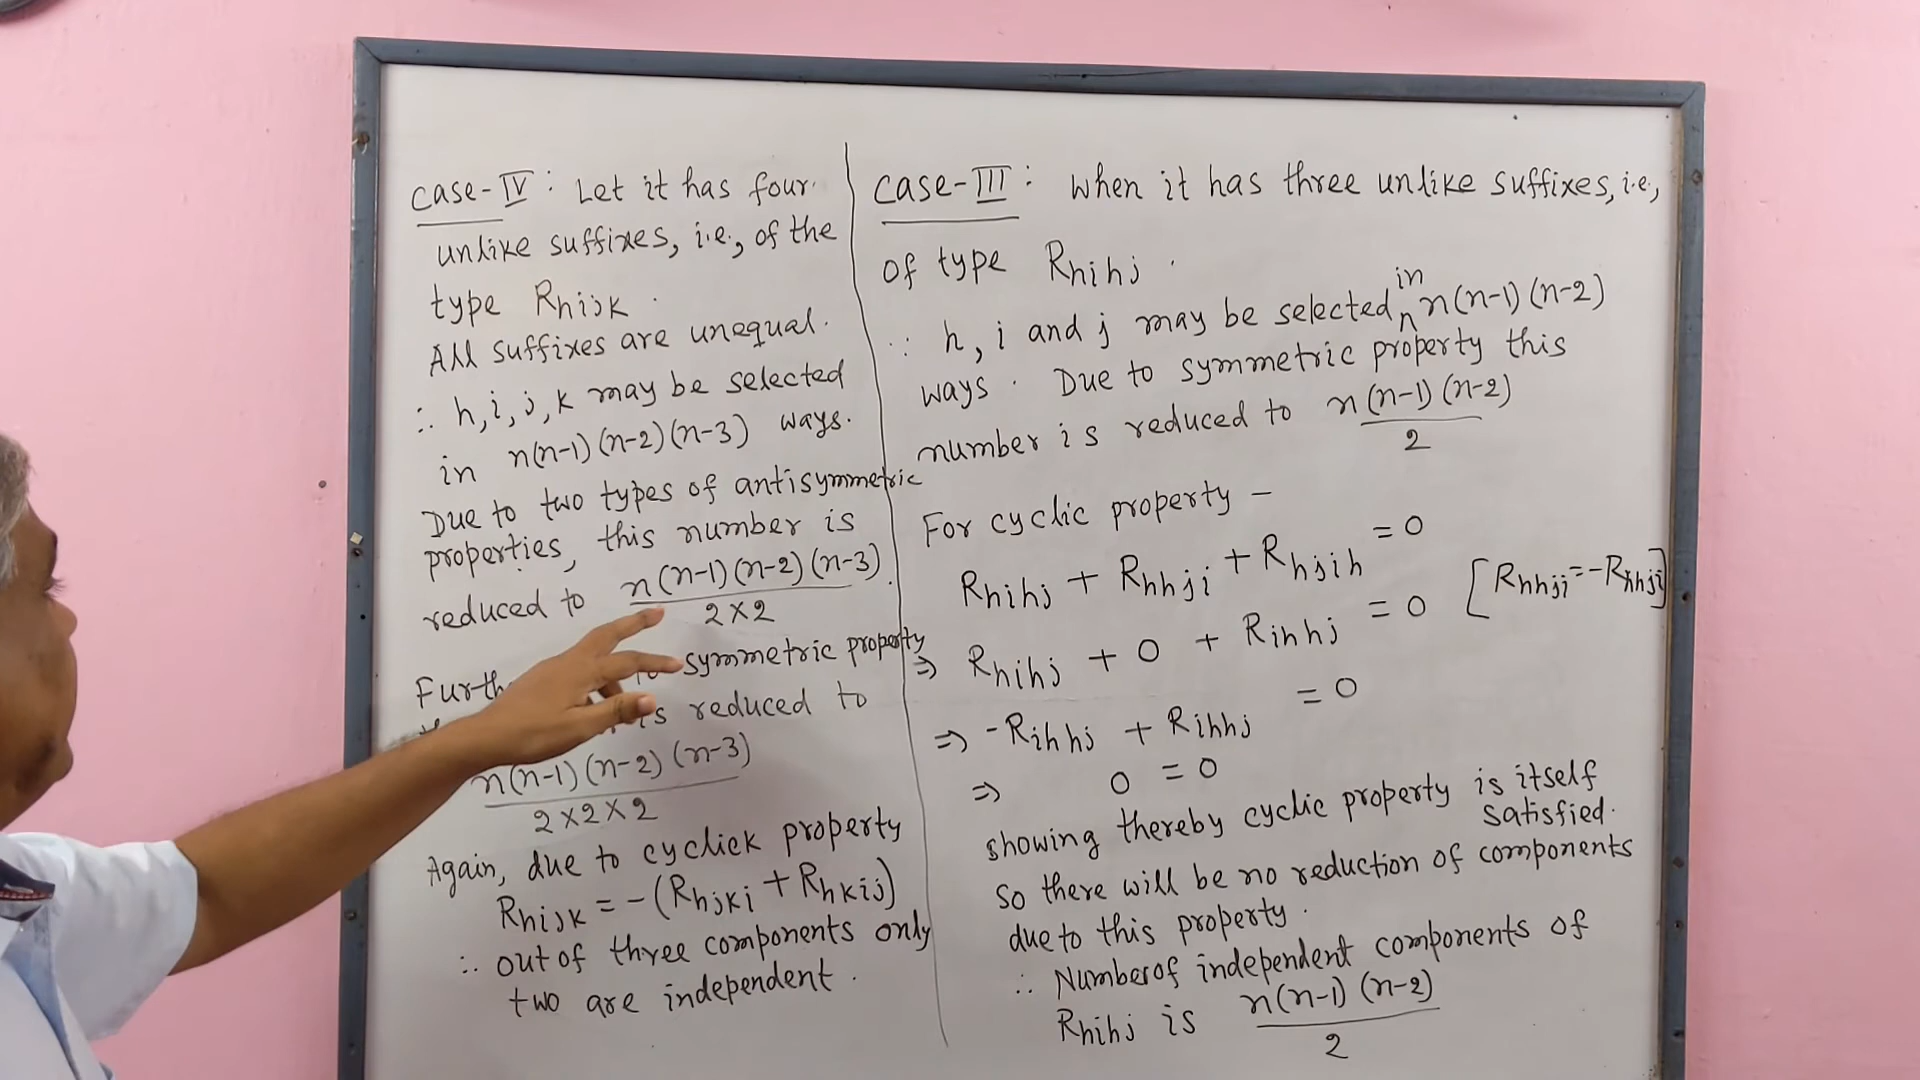 Case-IV : Let it has four
unlike suffixes, i.e., of the
type Rhijk .
All suffixes are unequal.
∴ h, i, j, k may be selected
in n(n-1)(n-2)(n-3) ways.
Due to two types of antisymmetric
properties, this number is
reduced to n(n-1)(n-2)(n-3).
2×2
symmetric property
is reduced to
n(n-1)(n-2)(n-3)
2×2×2
Again, due to cyclick property
Rhijk = -(Rhjki + Rhkij)
∴ out of three components only
two are independent .
Case-III : When it has three unlike suffixes, i.e,
of type Rhihj .
∵ h, i and j may be selected in n(n-1)(n-2)
ways . Due to symmetric property this
number is reduced to n(n-1)(n-2)
2
For cyclic property –
Rhihj + Rhhji + Rhjih = 0
⇒ Rhihj + 0 + Rihhj = 0 [Rhhji = -Rhhji]
⇒ -Rihhj + Rihhj = 0
⇒ 0 = 0
showing thereby cyclic property is itself
satisfied.
So there will be no reduction of components
due to this property .
∴ Number of independent components of
Rhihj is n(n-1)(n-2)
2